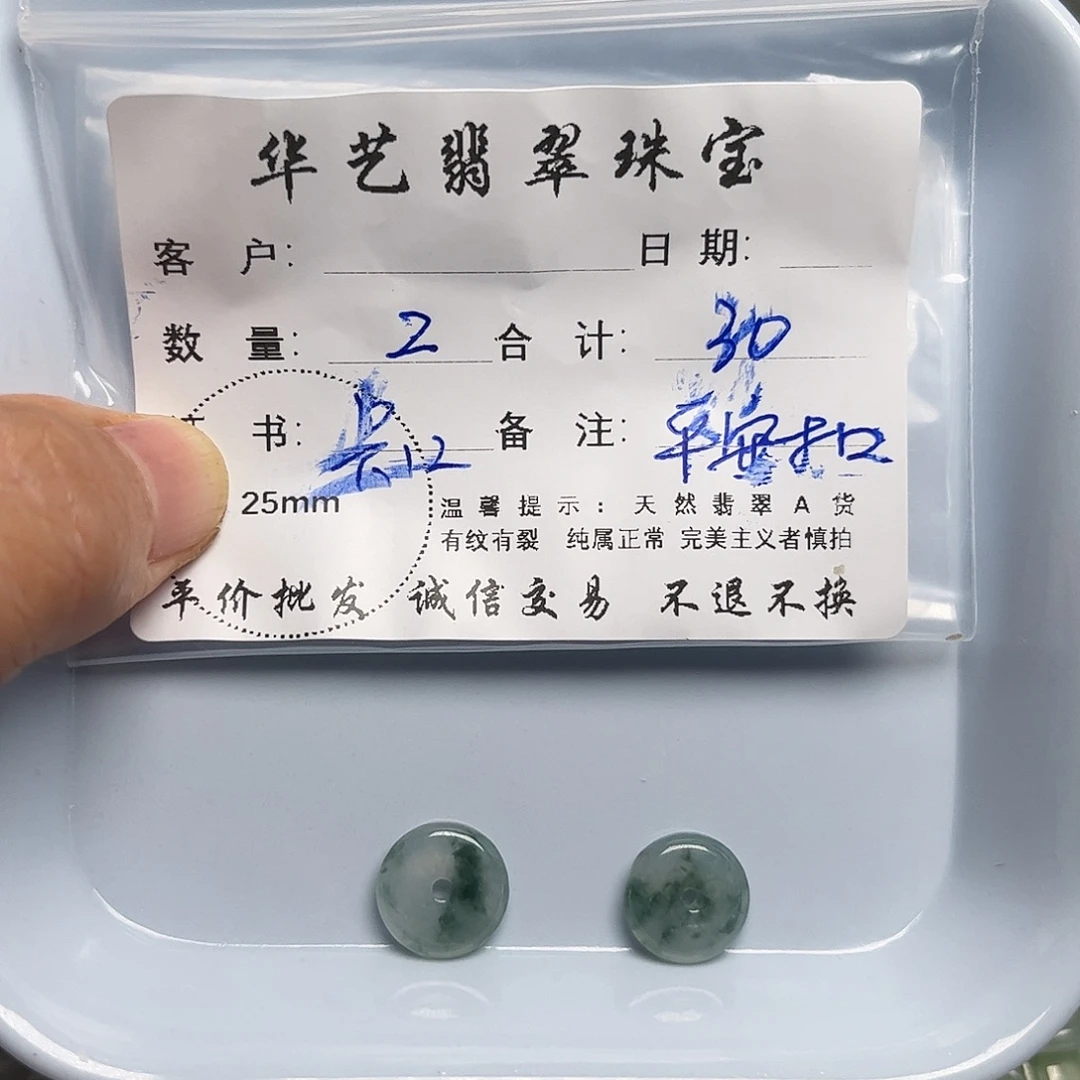 华艺翡翠珠宝
客 户: 日 期:
数 量: 2 合 计: 30
书: 卡12 备 注: 平安扣
25mm
温馨提示:天然翡翠A货
有纹有裂 纯属正常 完美主义者慎拍
平价批发 诚信交易 不退不换